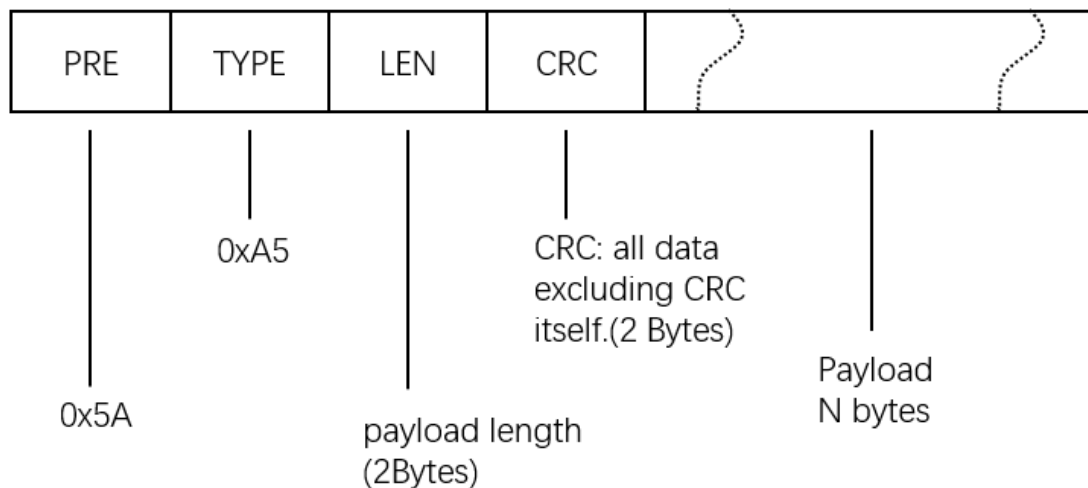 PRE
TYPE
LEN
CRC
0xA5
CRC: all data
excluding CRC
itself.(2 Bytes)
Payload
N bytes
0x5A
payload length
(2Bytes)